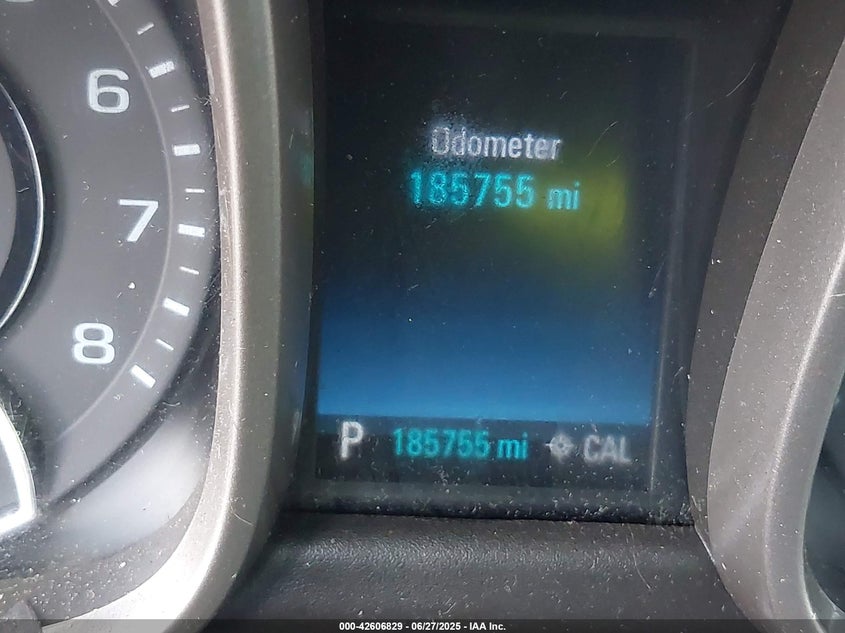 6
7
8
Odometer
185755 mi
P 185755 mi CAL
000-42606829 - 06/27/2025 - IAA Inc.